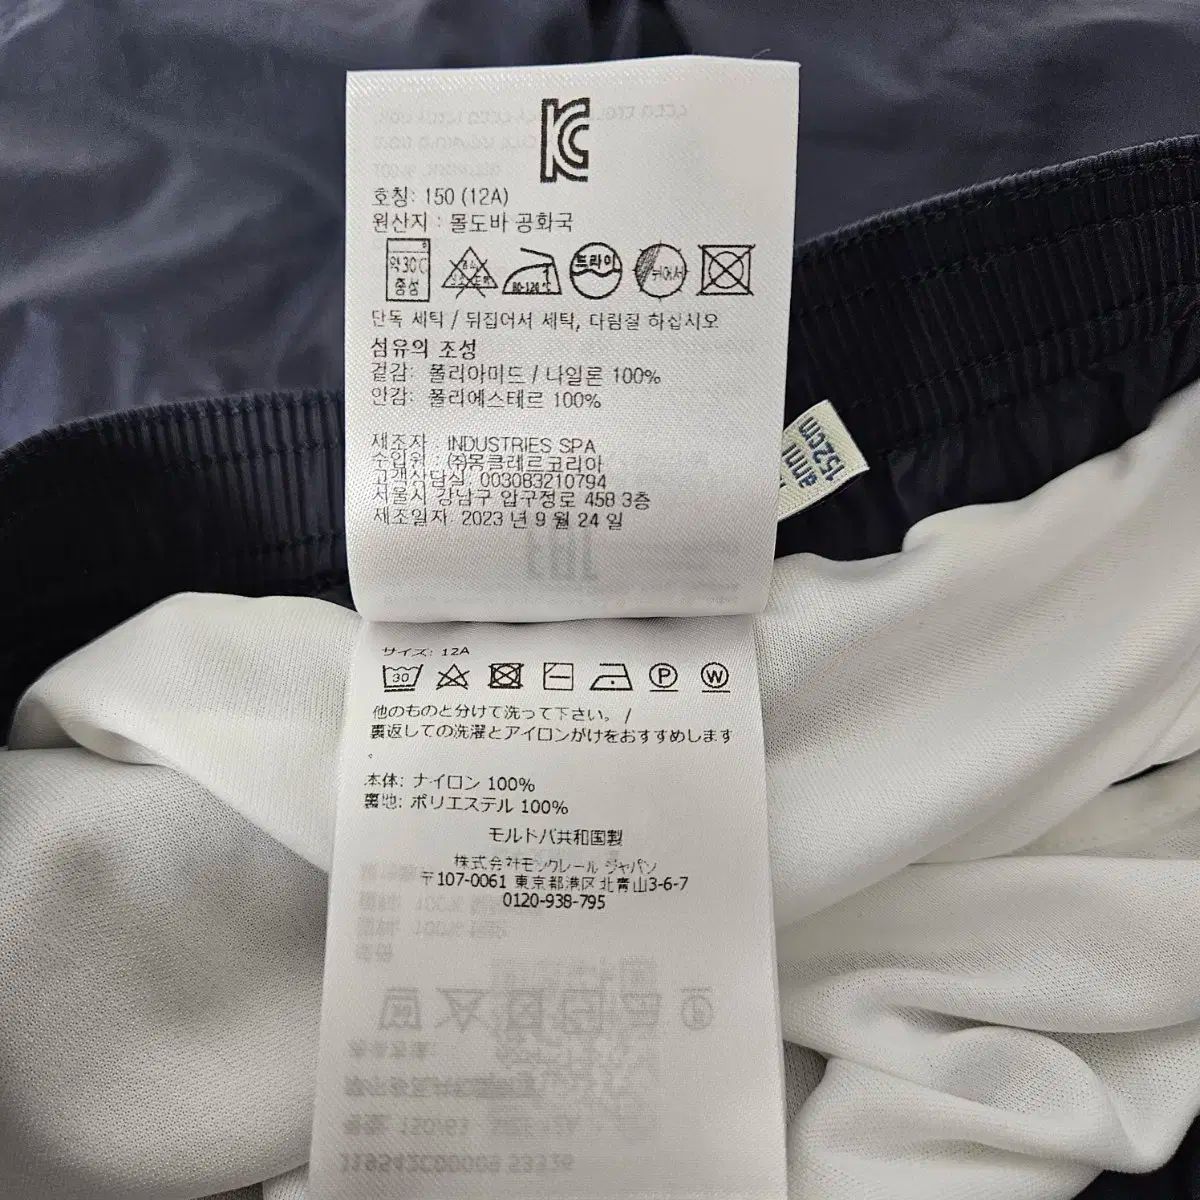 KC
호칭: 150 (12A)
원산지 : 몰도바 공화국
약 30℃ 중성
80-120℃
드라이
뉘어서
단독 세탁 / 뒤집어서 세탁, 다림질 하십시오
섬유의 조성
겉감: 폴리아미드 / 나일론 100%
안감: 폴리에스테르 100%
제조자 : INDUSTRIES SPA
수입원 : (주)몽클레르코리아
고객상담실: 003083210794
서울시 강남구 압구정로 458 3층
제조일자: 2023 년 9 월 24 일
anni
152cm
サイズ: 12A
30
P
W
他のものと分けて洗って下さい。/
裏返しての洗濯とアイロンがけをおすすめします
。
本体: ナイロン 100%
裏地: ポリエステル 100%
モルドバ共和国製
株式会社モンクレール ジャパン
〒107-0061 東京都港区北青山3-6-7
0120-938-795